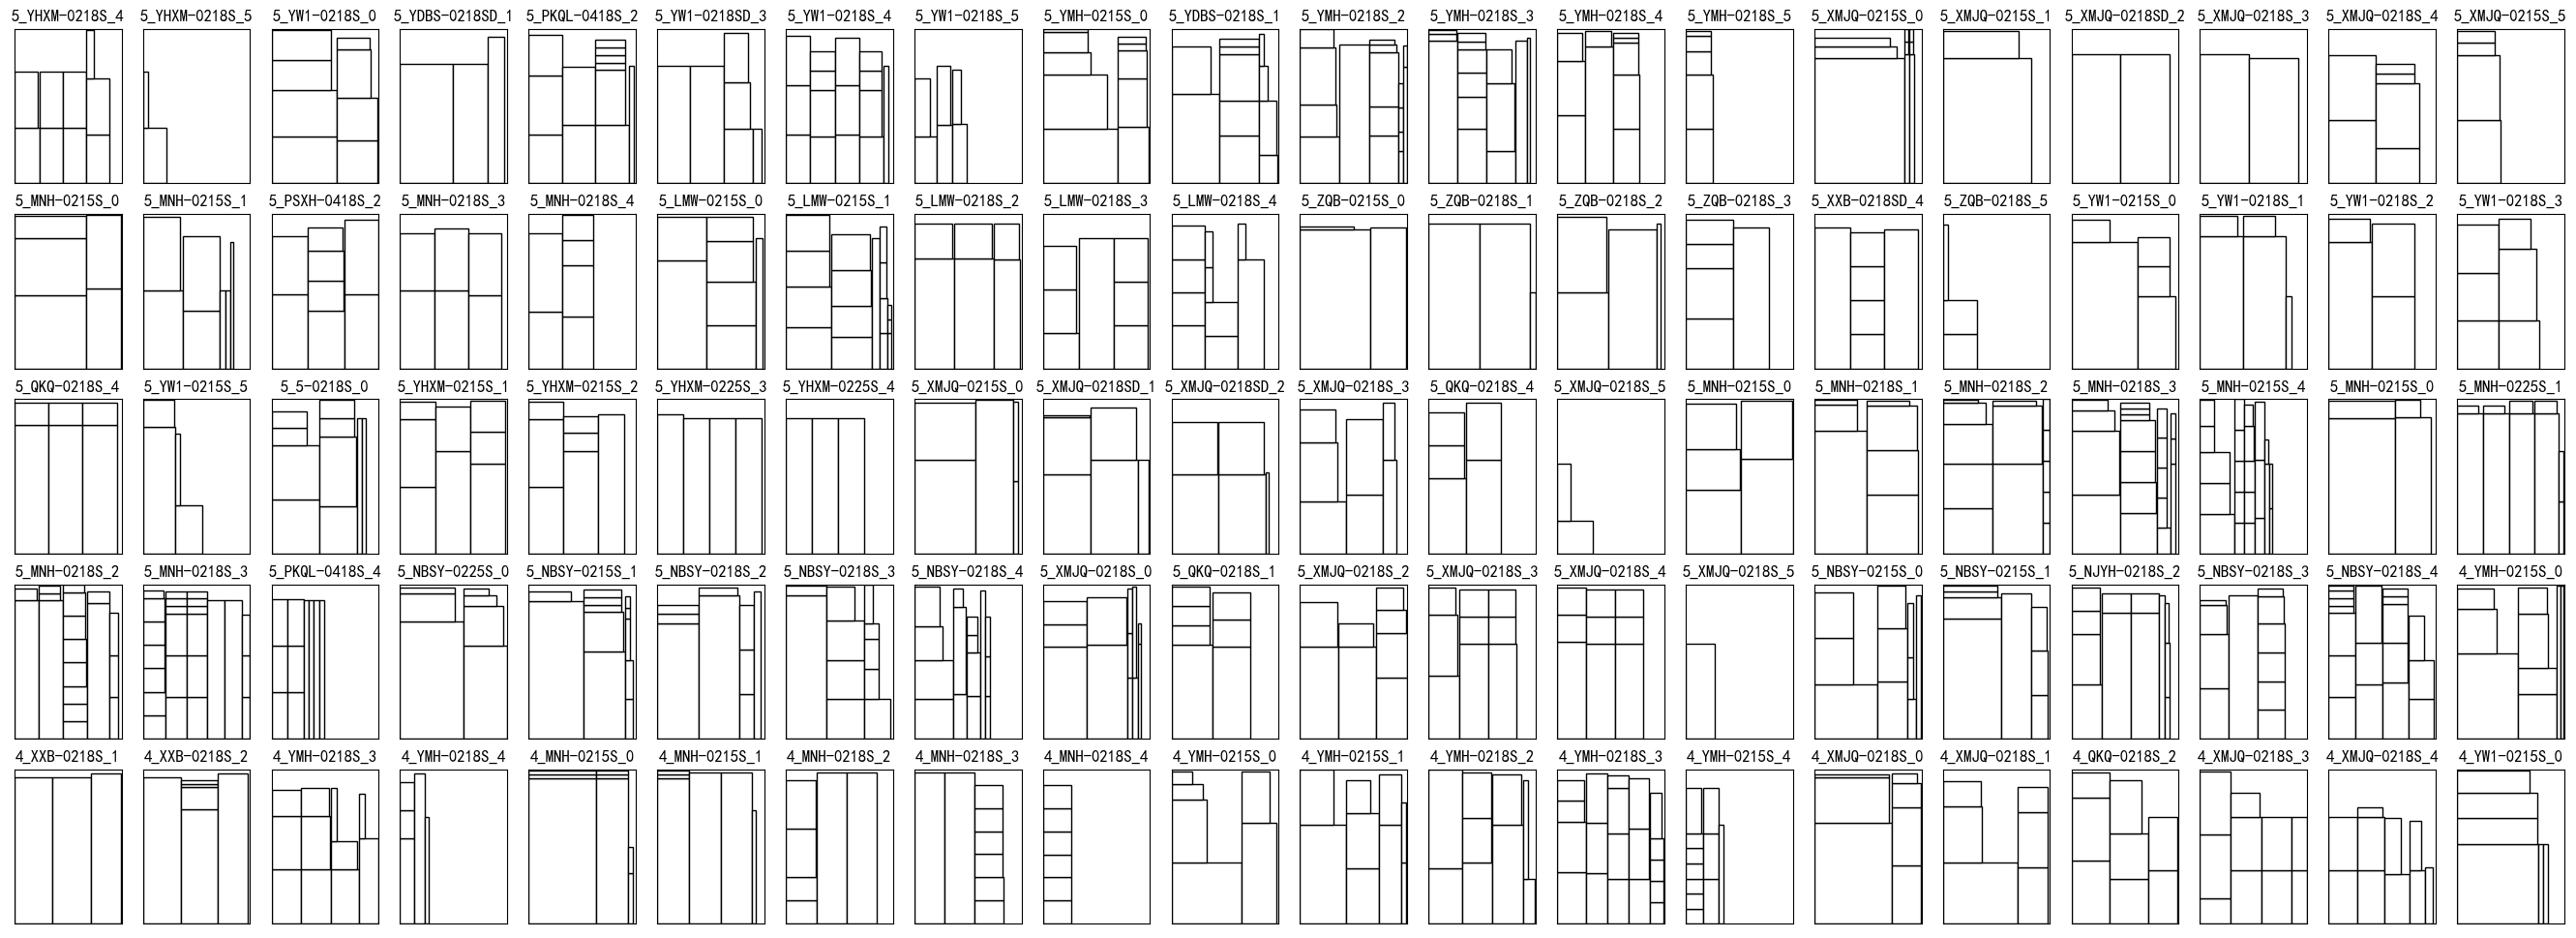 5_YHXM-0218S_4 5_YHXM-0218S_5 5_YW1-0218S_0 5_YDBS-0218SD_1 5_PKQL-0418S_2 5_YW1-0218SD_3 5_YW1-0218S_4 5_YW1-0218S_5 5_YMH-0215S_0 5_YDBS-0218S_1 5_YMH-0218S_2 5_YMH-0218S_3 5_YMH-0218S_4 5_YMH-0218S_5 5_XMJQ-0215S_0 5_XMJQ-0215S_1 5_XMJQ-0218SD_2 5_XMJQ-0218S_3 5_XMJQ-0218S_4 5_XMJQ-0215S_5
5_MNH-0215S_0 5_MNH-0215S_1 5_PSXH-0418S_2 5_MNH-0218S_3 5_MNH-0218S_4 5_LMW-0215S_0 5_LMW-0215S_1 5_LMW-0218S_2 5_LMW-0218S_3 5_LMW-0218S_4 5_ZQB-0215S_0 5_ZQB-0218S_1 5_ZQB-0218S_2 5_ZQB-0218S_3 5_XXB-0218SD_4 5_ZQB-0218S_5 5_YW1-0215S_0 5_YW1-0218S_1 5_YW1-0218S_2 5_YW1-0218S_3
5_QKQ-0218S_4 5_YW1-0215S_5 5_5-0218S_0 5_YHXM-0215S_1 5_YHXM-0215S_2 5_YHXM-0225S_3 5_YHXM-0225S_4 5_XMJQ-0215S_0 5_XMJQ-0218SD_1 5_XMJQ-0218SD_2 5_XMJQ-0218S_3 5_QKQ-0218S_4 5_XMJQ-0218S_5 5_MNH-0215S_0 5_MNH-0218S_1 5_MNH-0218S_2 5_MNH-0218S_3 5_MNH-0215S_4 5_MNH-0215S_0 5_MNH-0225S_1
5_MNH-0218S_2 5_MNH-0218S_3 5_PKQL-0418S_4 5_NBSY-0225S_0 5_NBSY-0215S_1 5_NBSY-0218S_2 5_NBSY-0218S_3 5_NBSY-0218S_4 5_XMJQ-0218S_0 5_QKQ-0218S_1 5_XMJQ-0218S_2 5_XMJQ-0218S_3 5_XMJQ-0218S_4 5_XMJQ-0218S_5 5_NBSY-0215S_0 5_NBSY-0215S_1 5_NJYH-0218S_2 5_NBSY-0218S_3 5_NBSY-0218S_4 4_YMH-0215S_0
4_XXB-0218S_1 4_XXB-0218S_2 4_YMH-0218S_3 4_YMH-0218S_4 4_MNH-0215S_0 4_MNH-0215S_1 4_MNH-0218S_2 4_MNH-0218S_3 4_MNH-0218S_4 4_YMH-0215S_0 4_YMH-0215S_1 4_YMH-0218S_2 4_YMH-0218S_3 4_YMH-0215S_4 4_XMJQ-0218S_0 4_XMJQ-0218S_1 4_QKQ-0218S_2 4_XMJQ-0218S_3 4_XMJQ-0218S_4 4_YW1-0215S_0